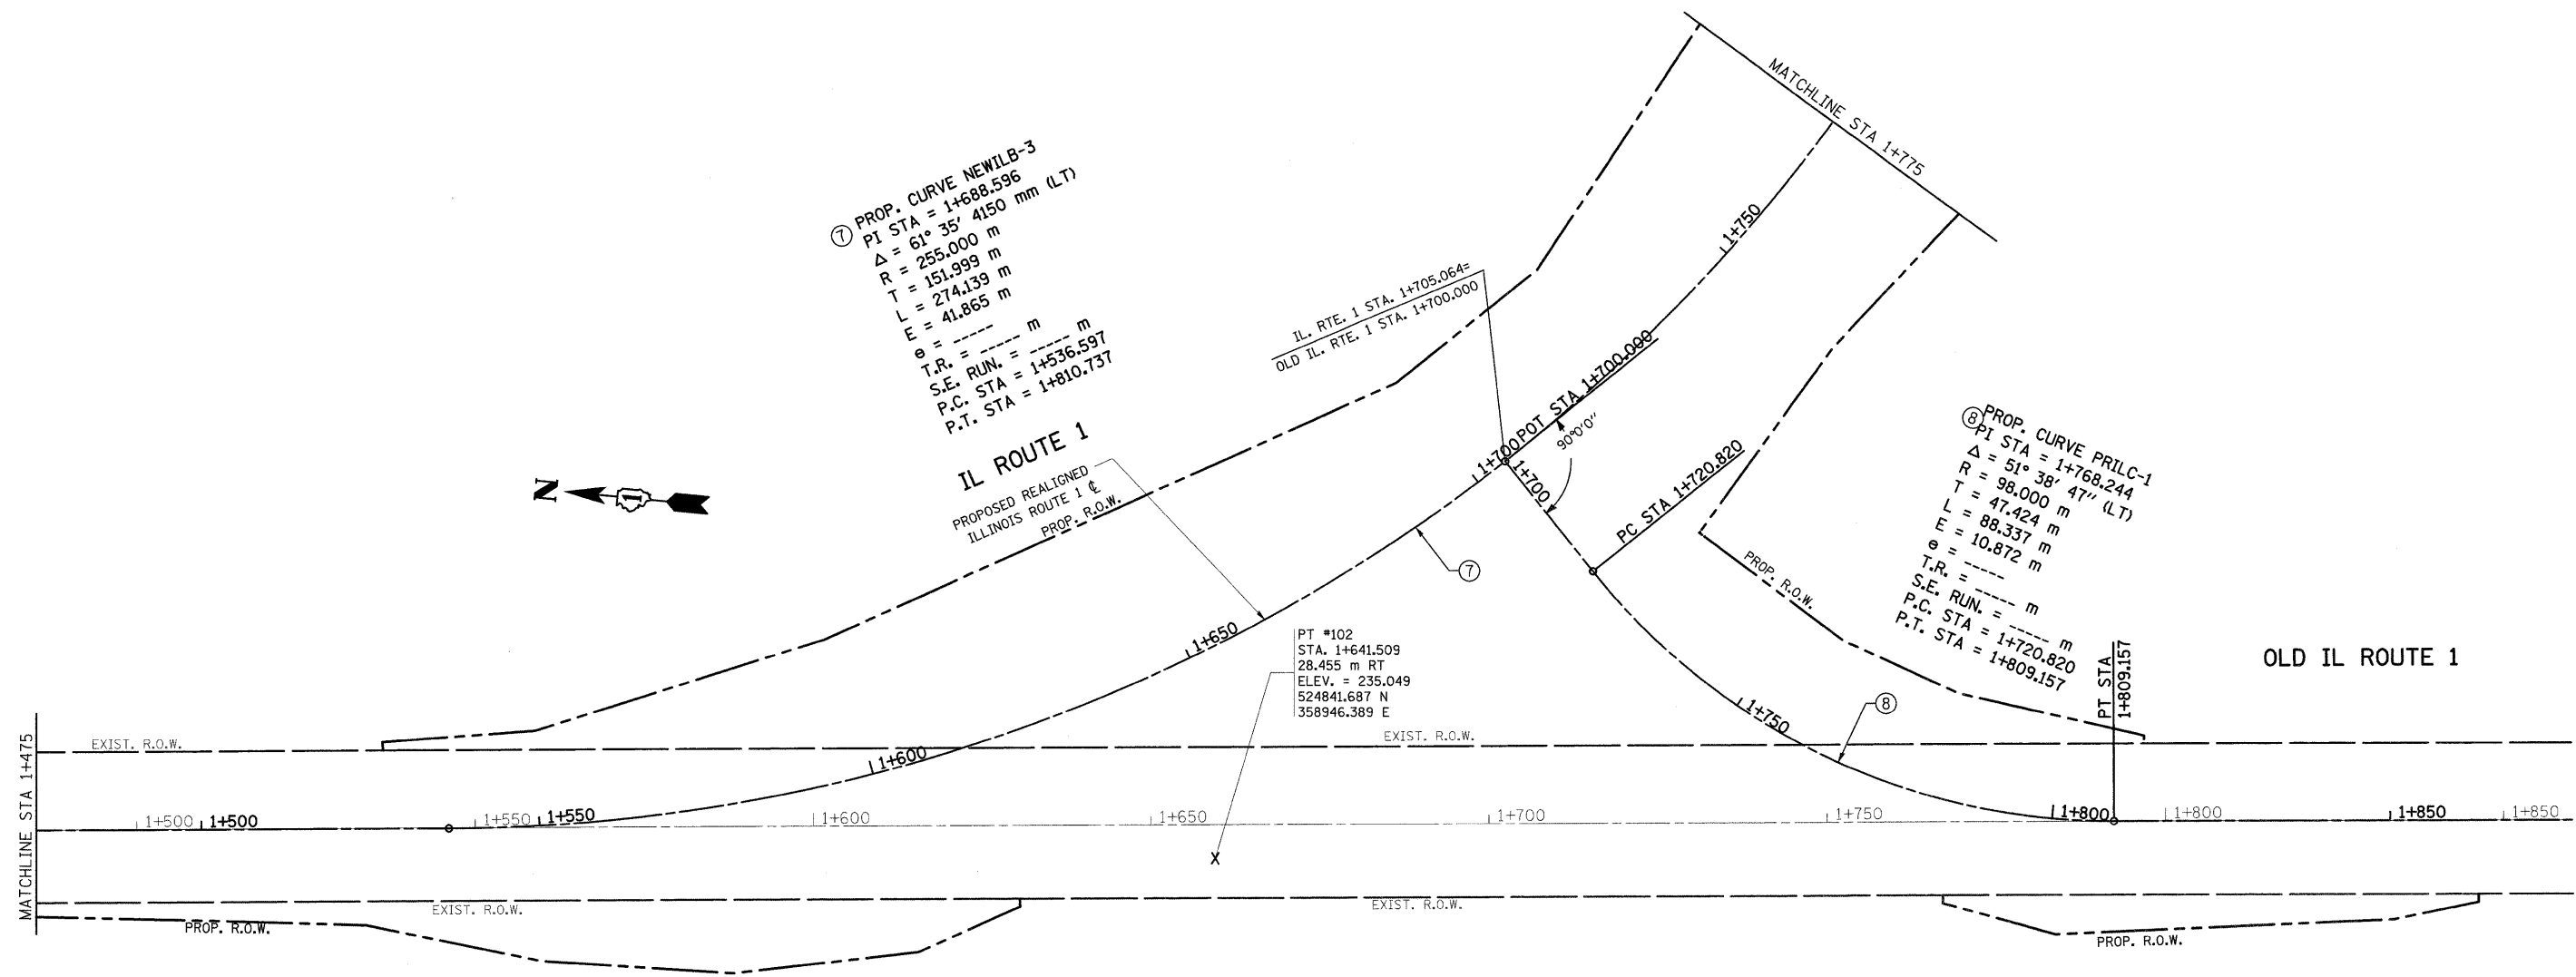 MATCHLINE STA 1+775
⑦ PROP. CURVE NEWILB-3
PI STA = 1+688.596
Δ = 61° 35' 4150 mm (LT)
R = 255.000 m
T = 151.999 m
L = 274.139 m
E = 41.865 m
e = -----
T.R. = ----- m
S.E. RUN. = ----- m
P.C. STA = 1+536.597
P.T. STA = 1+810.737
1+750
IL. RTE. 1 STA. 1+705.064=
OLD IL. RTE. 1 STA. 1+700.000
1+700
POT STA. 1+700.000
90°0'0"
1+700
PC STA 1+720.820
⑧ PROP. CURVE PRILC-1
PI STA = 1+768.244
Δ = 51° 38' 47" (LT)
R = 98.000 m
T = 47.424 m
L = 88.337 m
E = 10.872 m
e = -----
T.R. = ----- m
S.E. RUN. = ----- m
P.C. STA = 1+720.820
P.T. STA = 1+809.157
IL ROUTE 1
PROPOSED REALIGNED
ILLINOIS ROUTE 1 ℄
PROP. R.O.W.
N
1
⑦
PROP. R.O.W.
1+650
PT #102
STA. 1+641.509
28.455 m RT
ELEV. = 235.049
524841.687 N
358946.389 E
OLD IL ROUTE 1
PT STA
1+809.157
⑧
1+750
1+600
EXIST. R.O.W.
EXIST. R.O.W.
MATCHLINE STA 1+475
1+500 1+500 1+550 1+550 1+600 1+650 1+700 1+750 1+800 1+800 1+850 1+850
X
EXIST. R.O.W.
EXIST. R.O.W.
PROP. R.O.W.
PROP. R.O.W.